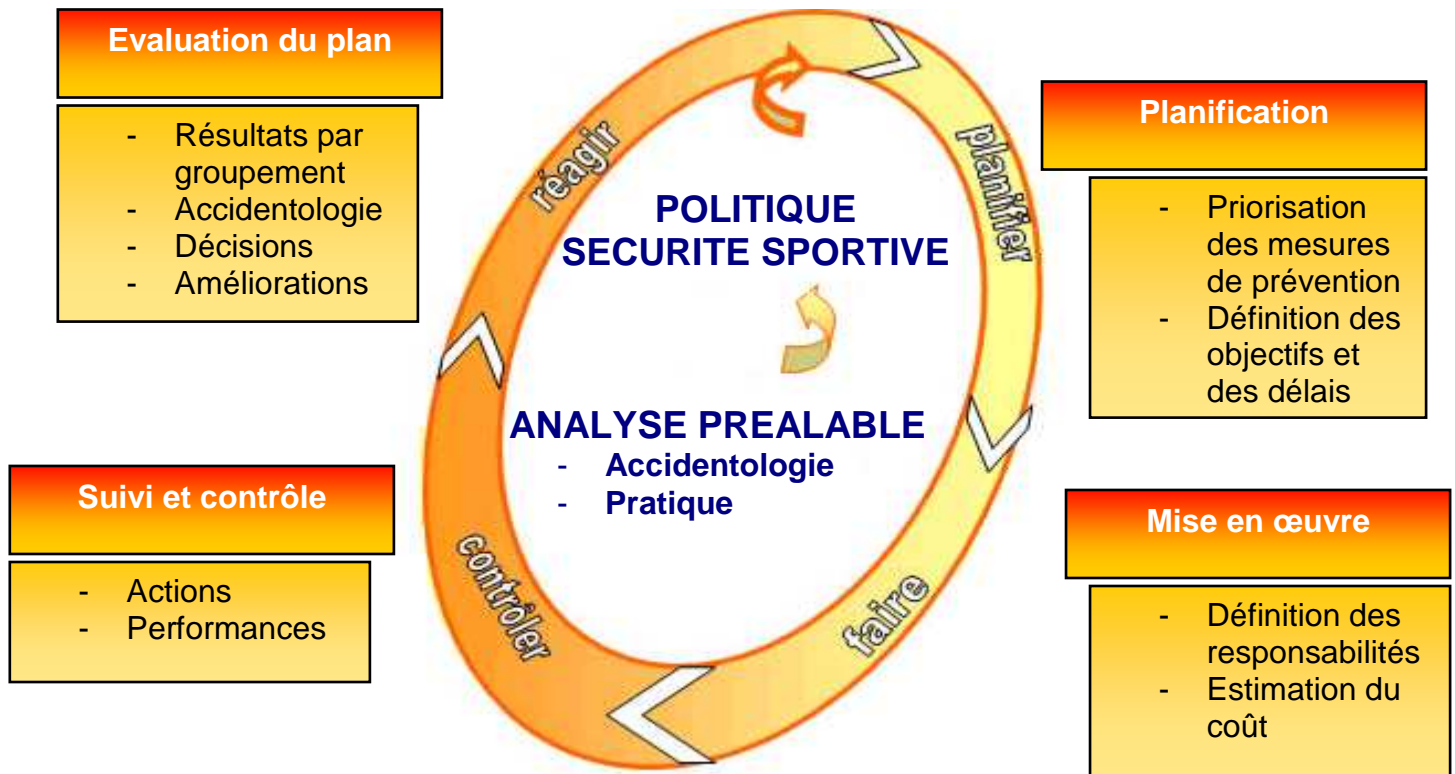 Evaluation du plan
- Résultats par
groupement
- Accidentologie
- Décisions
- Améliorations
réagir
planifier
POLITIQUE
SECURITE SPORTIVE
Planification
- Priorisation
des mesures
de prévention
- Définition des
objectifs et
des délais
ANALYSE PREALABLE
- Accidentologie
- Pratique
Suivi et contrôle
- Actions
- Performances
contrôler
faire
Mise en œuvre
- Définition des
responsabilités
- Estimation du
coût